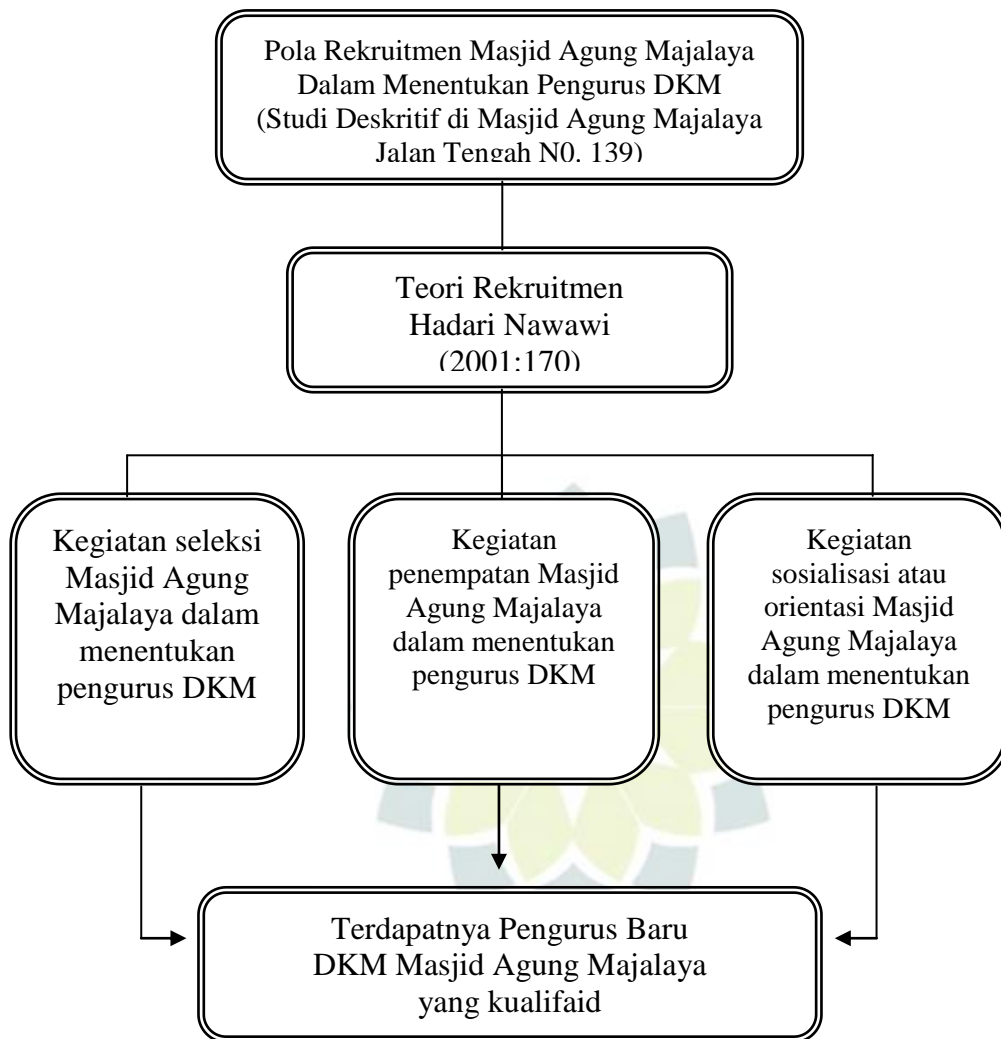 Pola Rekruitmen Masjid Agung Majalaya
Dalam Menentukan Pengurus DKM
(Studi Deskritif di Masjid Agung Majalaya
Jalan Tengah N0. 139)
Teori Rekruitmen
Hadari Nawawi
(2001:170)
Kegiatan seleksi
Masjid Agung
Majalaya dalam
menentukan
pengurus DKM
Kegiatan
penempatan Masjid
Agung Majalaya
dalam menentukan
pengurus DKM
Kegiatan
sosialisasi atau
orientasi Masjid
Agung Majalaya
dalam menentukan
pengurus DKM
Terdapatnya Pengurus Baru
DKM Masjid Agung Majalaya
yang kualifaid